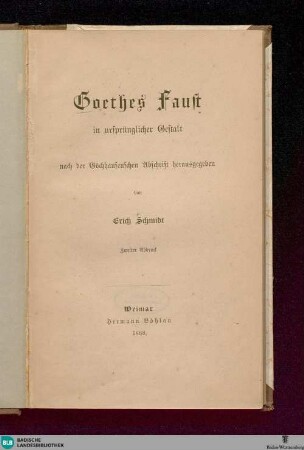 Goethes Faust
in ursprünglicher Gestalt
nach der Göchhausenschen Abschrift herausgegeben
von
Erich Schmidt
Zweiter Abdruck
Weimar
Hermann Böhlau
1888.
BLB
BADISCHE
LANDESBIBLIOTHEK
Baden-Württemberg